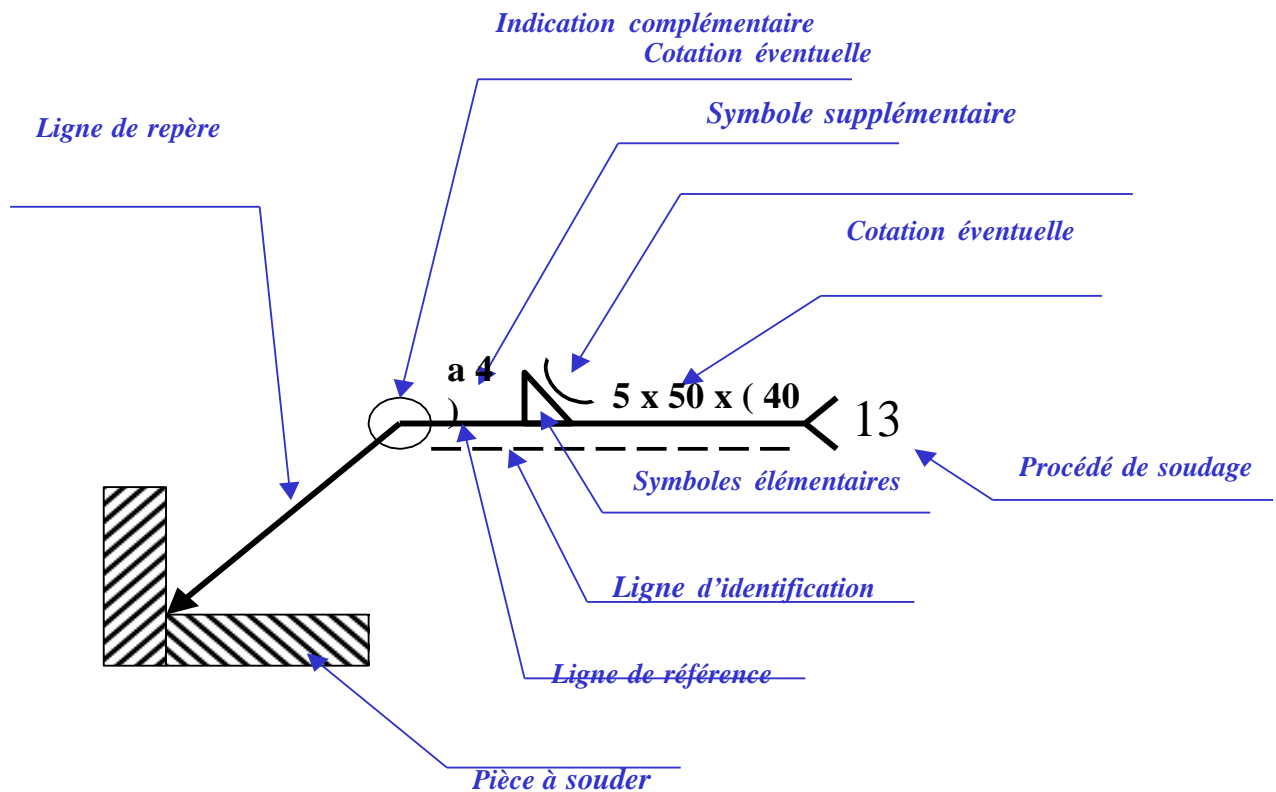 Indication complémentaire
Cotation éventuelle
Symbole supplémentaire
Ligne de repère
Cotation éventuelle
a 4
)
5 x 50 x ( 40
13
Procédé de soudage
Symboles élémentaires
Ligne d’identification
Ligne de référence
Pièce à souder